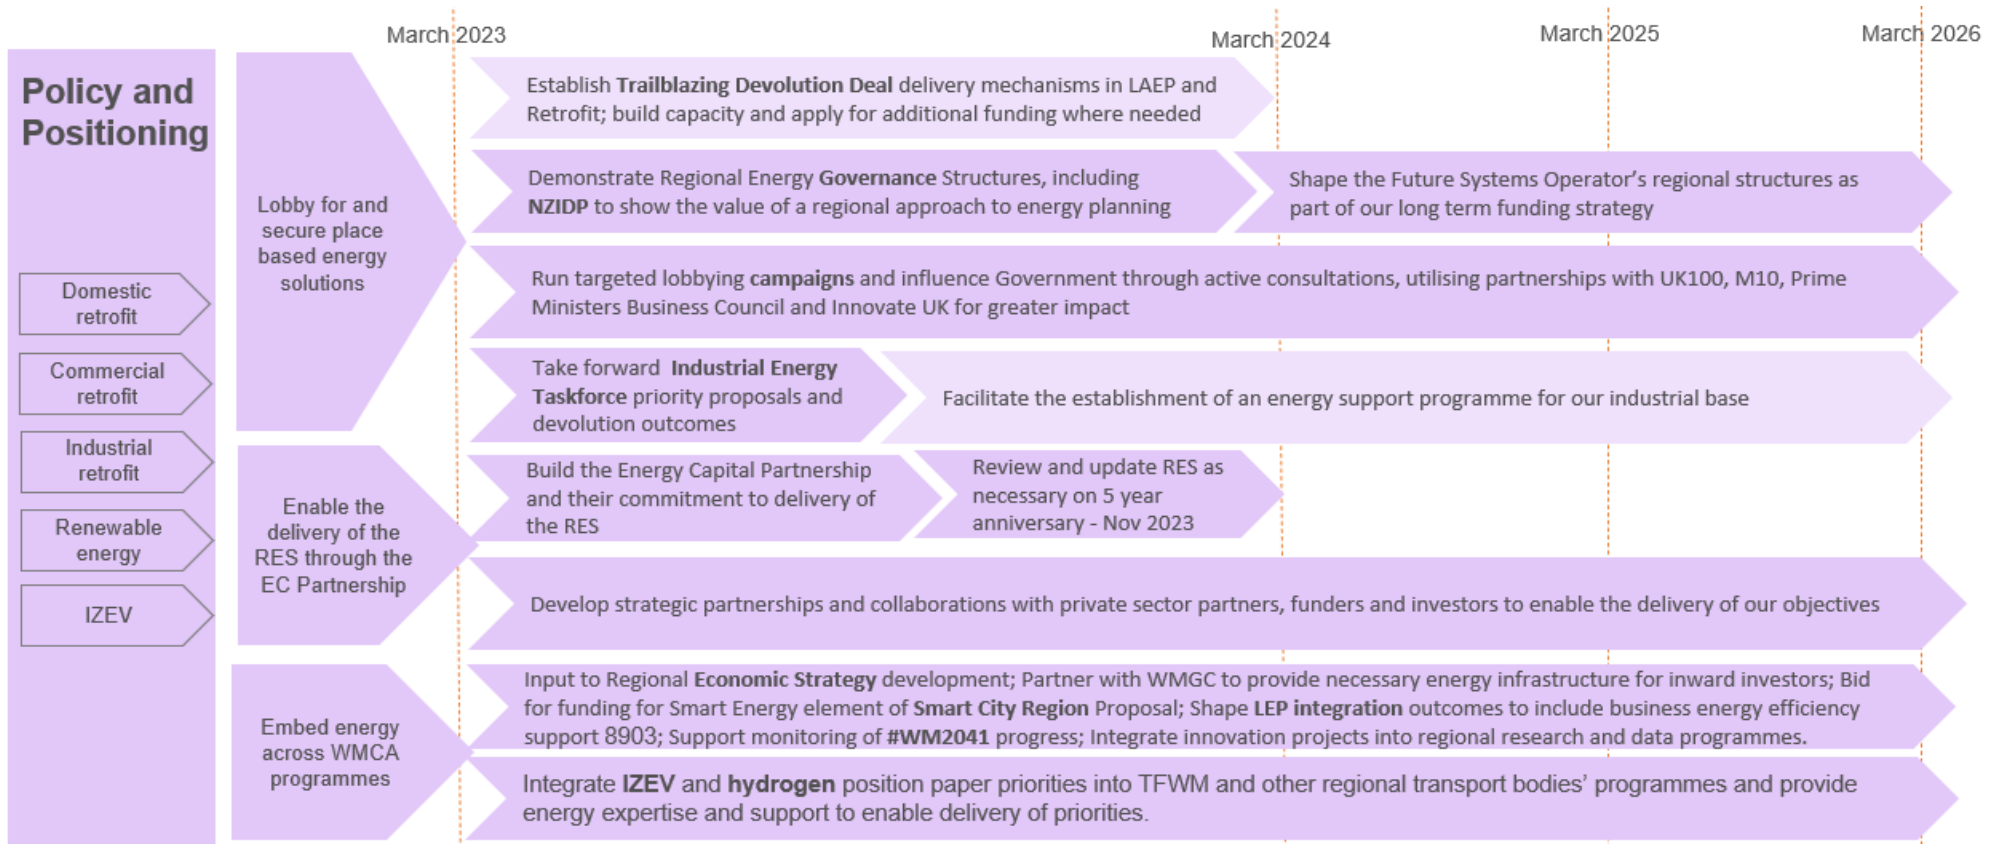 March 2023
March 2024
March 2025
March 2026
Policy and
Positioning
Domestic
retrofit
Commercial
retrofit
Industrial
retrofit
Renewable
energy
IZEV
Lobby for and
secure place
based energy
solutions
Establish Trailblazing Devolution Deal delivery mechanisms in LAEP and
Retrofit; build capacity and apply for additional funding where needed
Demonstrate Regional Energy Governance Structures, including
NZIDP to show the value of a regional approach to energy planning
Shape the Future Systems Operator’s regional structures as
part of our long term funding strategy
Run targeted lobbying campaigns and influence Government through active consultations, utilising partnerships with UK100, M10, Prime
Ministers Business Council and Innovate UK for greater impact
Take forward Industrial Energy
Taskforce priority proposals and
devolution outcomes
Facilitate the establishment of an energy support programme for our industrial base
Enable the
delivery of the
RES through the
EC Partnership
Build the Energy Capital Partnership
and their commitment to delivery of
the RES
Review and update RES as
necessary on 5 year
anniversary - Nov 2023
Develop strategic partnerships and collaborations with private sector partners, funders and investors to enable the delivery of our objectives
Embed energy
across WMCA
programmes
Input to Regional Economic Strategy development; Partner with WMGC to provide necessary energy infrastructure for inward investors; Bid
for funding for Smart Energy element of Smart City Region Proposal; Shape LEP integration outcomes to include business energy efficiency
support 8903; Support monitoring of #WM2041 progress; Integrate innovation projects into regional research and data programmes.
Integrate IZEV and hydrogen position paper priorities into TFWM and other regional transport bodies’ programmes and provide
energy expertise and support to enable delivery of priorities.